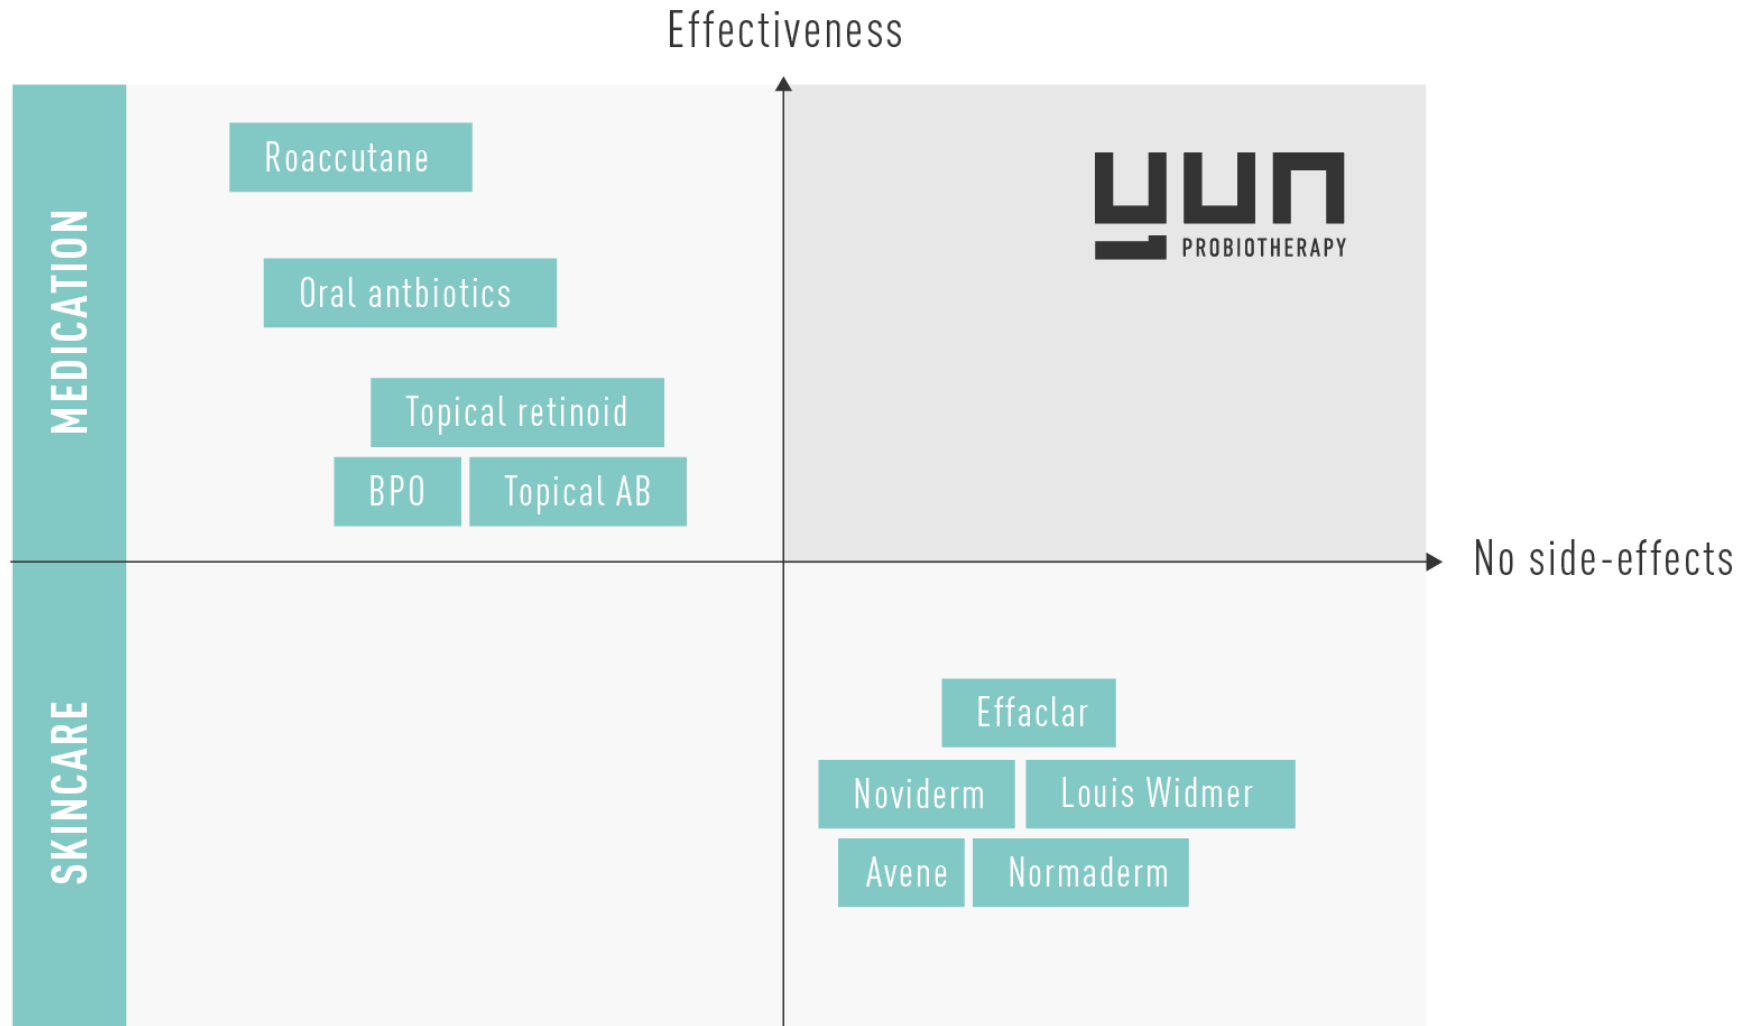 Effectiveness
MEDICATION
Roaccutane
yun
PROBIOTHERAPY
Oral antbiotics
Topical retinoid
BPO
Topical AB
No side-effects
SKINCARE
Effaclar
Noviderm
Louis Widmer
Avene
Normaderm